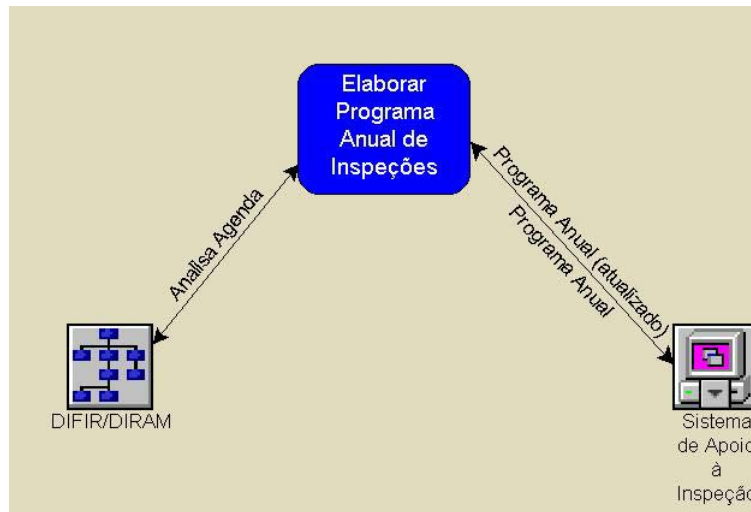 Elaborar
Programa
Anual de
Inspeções
Analisa Agenda
Programa Anual (atualizado)
Programa Anual
DIFIR/DIRAM
Sistema
de Apoio
à
Inspeção